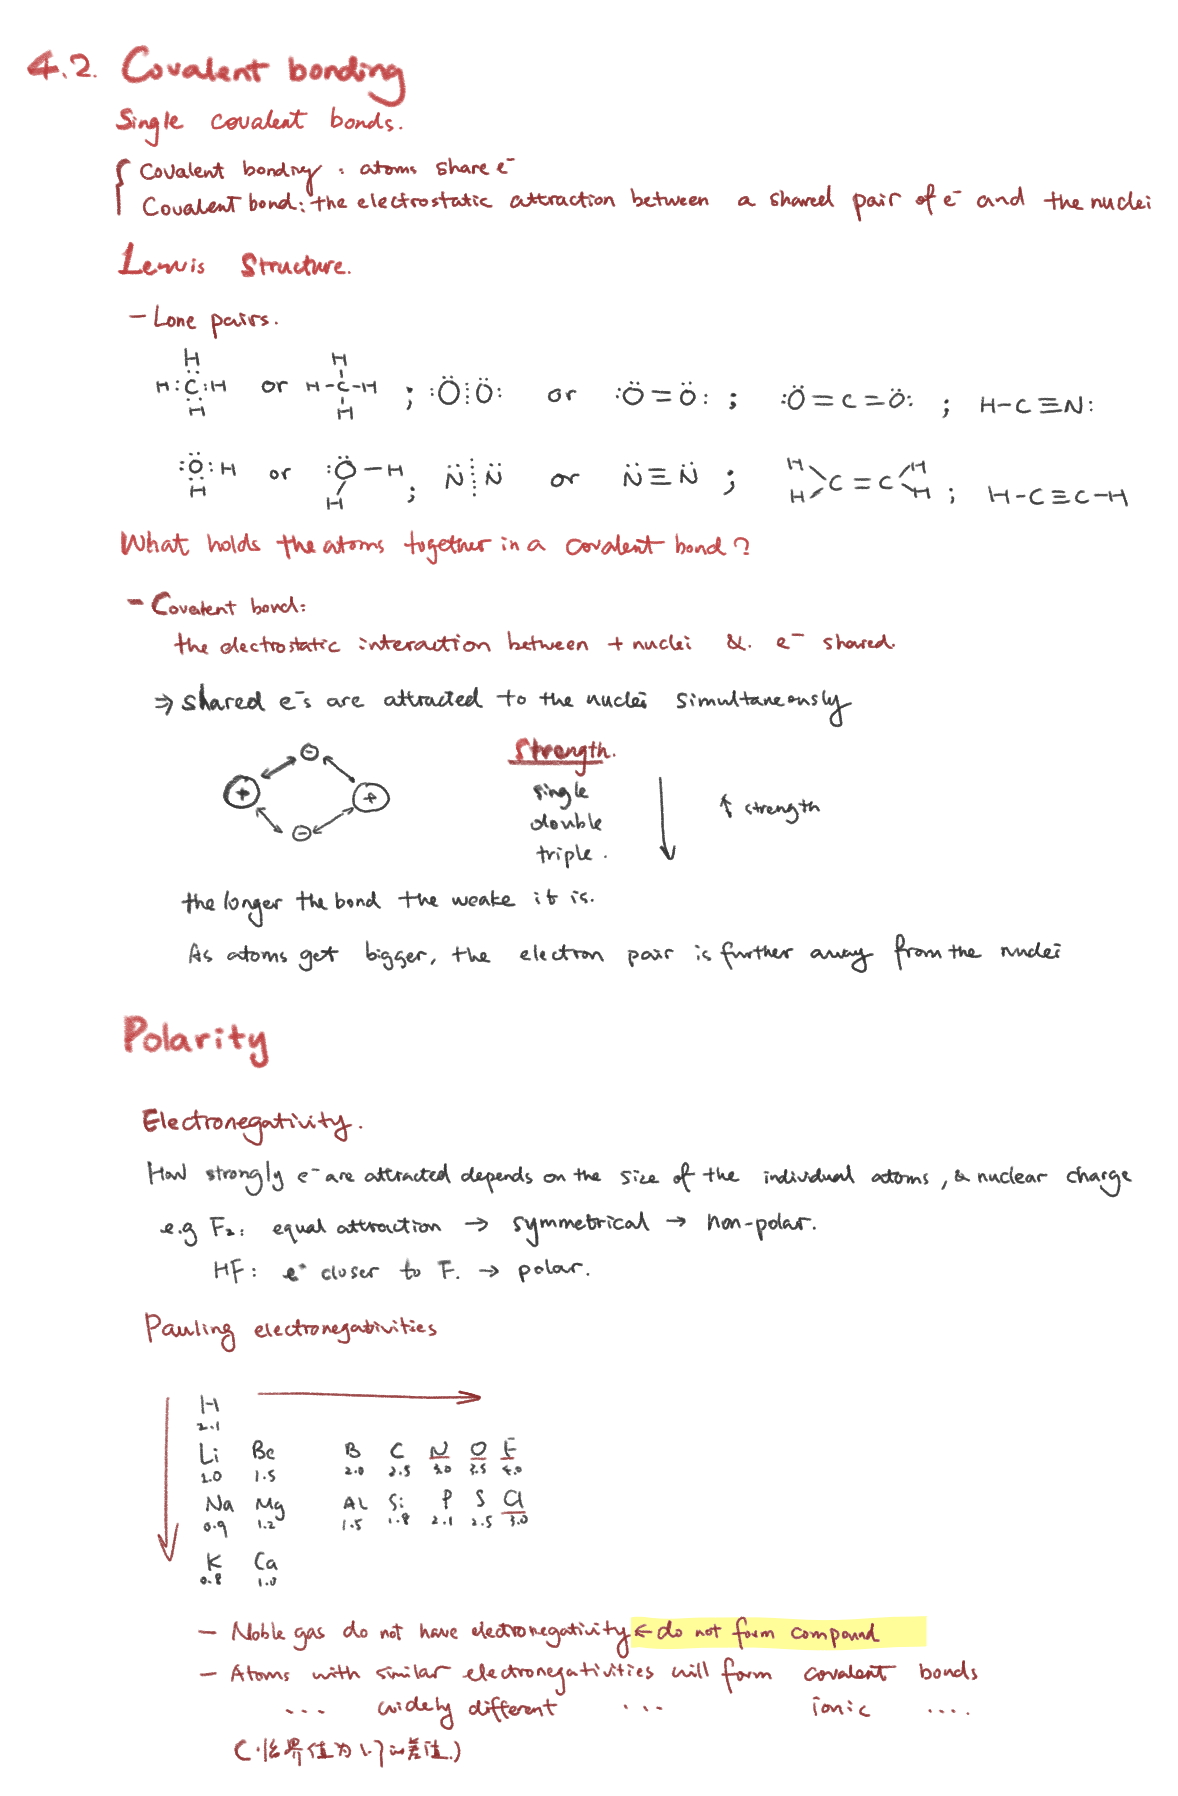 4.2. Covalent bonding
Single covalent bonds.
Covalent bonding : atoms share e⁻
Covalent bond: the electrostatic attraction between a shared pair of e⁻ and the nuclei
Lewis Structure.
- Lone pairs.
H
H:C:H or H-C-H ; :Ö⋮Ö: or :Ö=Ö: ; :Ö=C=Ö: ; H-C≡N:
H H
:Ö:H or :Ö-H ; N̈⋮N̈ or N̈≡N̈ ; H H C=C H H ; H-C≡C-H
H H
What holds the atoms together in a covalent bond?
- Covalent bond:
the electrostatic interaction between + nuclei &. e⁻ shared.
⇒ shared e⁻s are attracted to the nuclei simultaneously
Strength.
single
double ↑ strength
triple.
the longer the bond the weake it is.
As atoms get bigger, the electron pair is further away from the nuclei
Polarity
Electronegativity.
How strongly e⁻ are attracted depends on the size of the individual atoms, & nuclear charge
e.g F₂: equal attraction → symmetrical → non-polar.
HF: e⁻ closer to F. → polar.
Pauling electronegativities
H
2.1
Li Be B C N O F
1.0 1.5 2.0 2.5 3.0 3.5 4.0
Na Mg AL Si P S Cl
0.9 1.2 1.5 1.8 2.1 2.5 3.0
K Ca
0.8 1.0
- Noble gas do not have electronegativity ← do not form compound
- Atoms with similar electronegativities will form covalent bonds
... widely different ... ionic ....
(临界值为1.7的差值.)